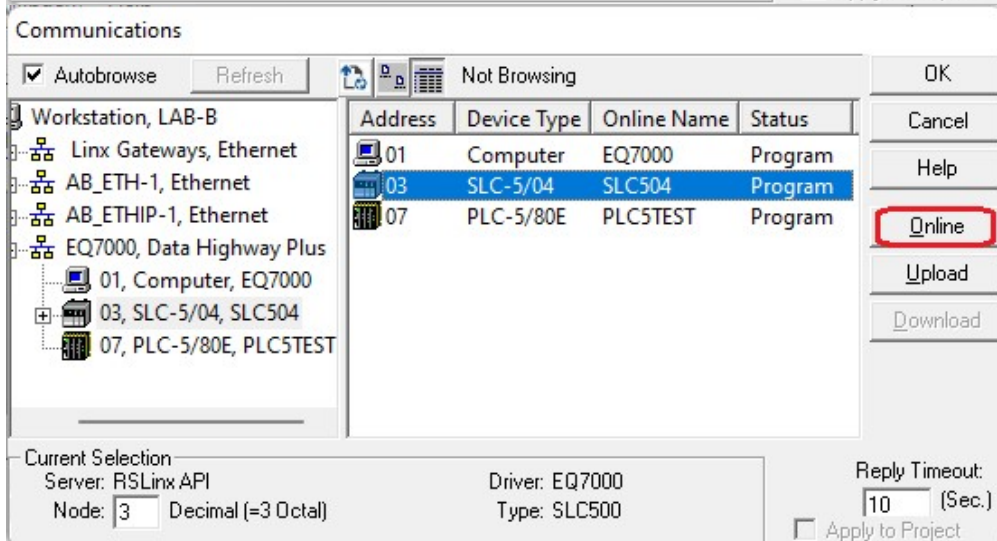 Communications
Autobrowse Refresh Not Browsing OK
Workstation, LAB-B
Linx Gateways, Ethernet
AB_ETH-1, Ethernet
AB_ETHIP-1, Ethernet
EQ7000, Data Highway Plus
01, Computer, EQ7000
03, SLC-5/04, SLC504
07, PLC-5/80E, PLC5TEST
Address Device Type Online Name Status
01 Computer EQ7000 Program
03 SLC-5/04 SLC504 Program
07 PLC-5/80E PLC5TEST Program
Cancel
Help
Online
Upload
Download
Current Selection
Server: RSLinx API Driver: EQ7000
Node: 3 Decimal (=3 Octal) Type: SLC500
Reply Timeout:
10 (Sec.)
Apply to Project